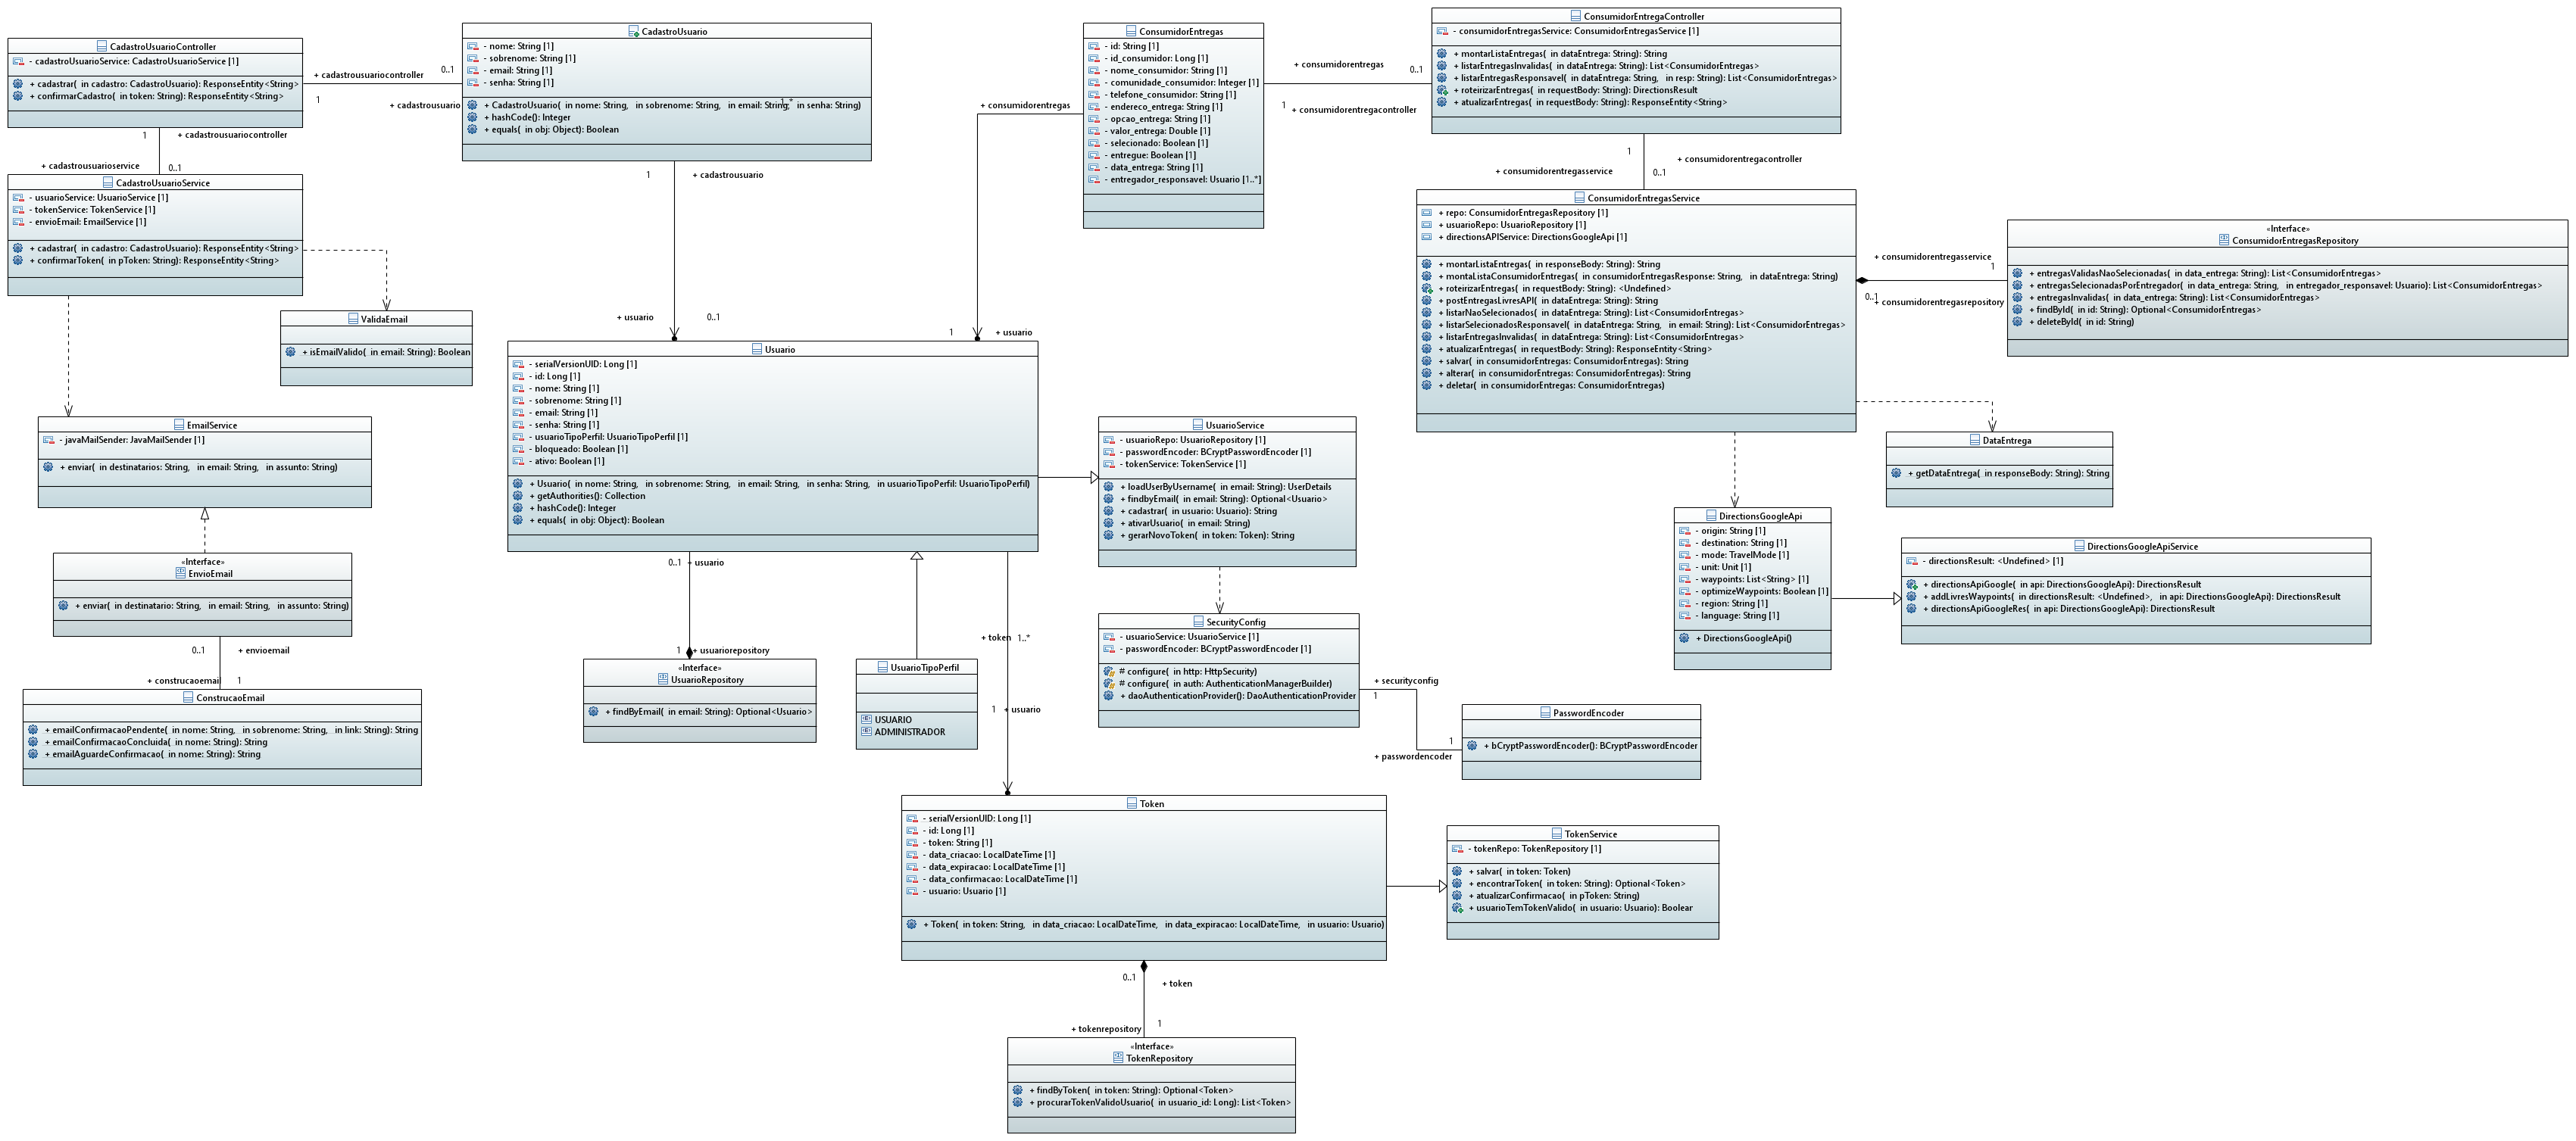 CadastroUsuarioController
- cadastroUsuarioService: CadastroUsuarioService [1]
+ cadastrar( in cadastro: CadastroUsuario): ResponseEntity<String>
+ confirmarCadastro( in token: String): ResponseEntity<String>
+ cadastrousuariocontroller
0..1
1
+ cadastrousuario
CadastroUsuario
- nome: String [1]
- sobrenome: String [1]
- email: String [1]
- senha: String [1]
+ CadastroUsuario( in nome: String, in sobrenome: String, in email: String, in senha: String)
1..*
+ hashCode(): Integer
+ equals( in obj: Object): Boolean
1
+ cadastrousuariocontroller
+ cadastrousuarioservice
0..1
CadastroUsuarioService
- usuarioService: UsuarioService [1]
- tokenService: TokenService [1]
- envioEmail: EmailService [1]
+ cadastrar( in cadastro: CadastroUsuario): ResponseEntity<String>
+ confirmarToken( in pToken: String): ResponseEntity<String>
ValidaEmail
+ isEmailValido( in email: String): Boolean
EmailService
- javaMailSender: JavaMailSender [1]
+ enviar( in destinatarios: String, in email: String, in assunto: String)
«Interface»
EnvioEmail
+ enviar( in destinatario: String, in email: String, in assunto: String)
0..1
+ envioemail
+ construcaoemail
1
ConstrucaoEmail
+ emailConfirmacaoPendente( in nome: String, in sobrenome: String, in link: String): String
+ emailConfirmacaoConcluida( in nome: String): String
+ emailAguardeConfirmacao( in nome: String): String
1
+ cadastrousuario
+ usuario
0..1
ConsumidorEntregas
- id: String [1]
- id_consumidor: Long [1]
- nome_consumidor: String [1]
- comunidade_consumidor: Integer [1]
- telefone_consumidor: String [1]
- endereco_entrega: String [1]
- opcao_entrega: String [1]
- valor_entrega: Double [1]
- selecionado: Boolean [1]
- entregue: Boolean [1]
- data_entrega: String [1]
- entregador_responsavel: Usuario [1..*]
+ consumidorentregas
1
+ usuario
+ consumidorentregas
0..1
1
+ consumidorentregacontroller
ConsumidorEntregaController
- consumidorEntregasService: ConsumidorEntregasService [1]
+ montarListaEntregas( in dataEntrega: String): String
+ listarEntregasInvalidas( in dataEntrega: String): List<ConsumidorEntregas>
+ listarEntregasResponsavel( in dataEntrega: String, in resp: String): List<ConsumidorEntregas>
+ roteirizarEntregas( in requestBody: String): DirectionsResult
+ atualizarEntregas( in requestBody: String): ResponseEntity<String>
1
+ consumidorentregacontroller
+ consumidorentregasservice
0..1
ConsumidorEntregasService
+ repo: ConsumidorEntregasRepository [1]
+ usuarioRepo: UsuarioRepository [1]
+ directionsAPIService: DirectionsGoogleApi [1]
+ montarListaEntregas( in responseBody: String): String
+ montaListaConsumidorEntregas( in consumidorEntregasResponse: String, in dataEntrega: String)
+ roteirizarEntregas( in requestBody: String): <Undefined>
+ postEntregasLivresAPI( in dataEntrega: String): String
+ listarNaoSelecionados( in dataEntrega: String): List<ConsumidorEntregas>
+ listarSelecionadosResponsavel( in dataEntrega: String, in email: String): List<ConsumidorEntregas>
+ listarEntregasInvalidas( in dataEntrega: String): List<ConsumidorEntregas>
+ atualizarEntregas( in requestBody: String): ResponseEntity<String>
+ salvar( in consumidorEntregas: ConsumidorEntregas): String
+ alterar( in consumidorEntregas: ConsumidorEntregas): String
+ deletar( in consumidorEntregas: ConsumidorEntregas)
+ consumidorentregasservice
1
0..1
+ consumidorentregasrepository
«Interface»
ConsumidorEntregasRepository
+ entregasValidasNaoSelecionadas( in data_entrega: String): List<ConsumidorEntregas>
+ entregasSelecionadasPorEntregador( in data_entrega: String, in entregador_responsavel: Usuario): List<ConsumidorEntregas>
+ entregasInvalidas( in data_entrega: String): List<ConsumidorEntregas>
+ findById( in id: String): Optional<ConsumidorEntregas>
+ deleteById( in id: String)
DataEntrega
+ getDataEntrega( in responseBody: String): String
DirectionsGoogleApi
- origin: String [1]
- destination: String [1]
- mode: TravelMode [1]
- unit: Unit [1]
- waypoints: List<String> [1]
- optimizeWaypoints: Boolean [1]
- region: String [1]
- language: String [1]
+ DirectionsGoogleApi()
DirectionsGoogleApiService
- directionsResult: <Undefined> [1]
+ directionsApiGoogle( in api: DirectionsGoogleApi): DirectionsResult
+ addLivresWaypoints( in directionsResult: <Undefined>, in api: DirectionsGoogleApi): DirectionsResult
+ directionsApiGoogleRes( in api: DirectionsGoogleApi): DirectionsResult
Usuario
- serialVersionUID: Long [1]
- id: Long [1]
- nome: String [1]
- sobrenome: String [1]
- email: String [1]
- senha: String [1]
- usuarioTipoPerfil: UsuarioTipoPerfil [1]
- bloqueado: Boolean [1]
- ativo: Boolean [1]
+ Usuario( in nome: String, in sobrenome: String, in email: String, in senha: String, in usuarioTipoPerfil: UsuarioTipoPerfil)
+ getAuthorities(): Collection
+ hashCode(): Integer
+ equals( in obj: Object): Boolean
UsuarioService
- usuarioRepo: UsuarioRepository [1]
- passwordEncoder: BCryptPasswordEncoder [1]
- tokenService: TokenService [1]
+ loadUserByUsername( in email: String): UserDetails
+ findbyEmail( in email: String): Optional<Usuario>
+ cadastrar( in usuario: Usuario): String
+ ativarUsuario( in email: String)
+ gerarNovoToken( in token: Token): String
0..1
+ usuario
1
+ usuariorepository
«Interface»
UsuarioRepository
+ findByEmail( in email: String): Optional<Usuario>
UsuarioTipoPerfil
USUARIO
ADMINISTRADOR
+ token
1..*
1
+ usuario
SecurityConfig
- usuarioService: UsuarioService [1]
- passwordEncoder: BCryptPasswordEncoder [1]
# configure( in http: HttpSecurity)
# configure( in auth: AuthenticationManagerBuilder)
+ daoAuthenticationProvider(): DaoAuthenticationProvider
+ securityconfig
1
1
+ passwordencoder
PasswordEncoder
+ bCryptPasswordEncoder(): BCryptPasswordEncoder
Token
- serialVersionUID: Long [1]
- id: Long [1]
- token: String [1]
- data_criacao: LocalDateTime [1]
- data_expiracao: LocalDateTime [1]
- data_confirmacao: LocalDateTime [1]
- usuario: Usuario [1]
+ Token( in token: String, in data_criacao: LocalDateTime, in data_expiracao: LocalDateTime, in usuario: Usuario)
TokenService
- tokenRepo: TokenRepository [1]
+ salvar( in token: Token)
+ encontrarToken( in token: String): Optional<Token>
+ atualizarConfirmacao( in pToken: String)
+ usuarioTemTokenValido( in usuario: Usuario): Boolean
0..1
+ token
+ tokenrepository
1
«Interface»
TokenRepository
+ findByToken( in token: String): Optional<Token>
+ procurarTokenValidoUsuario( in usuario_id: Long): List<Token>